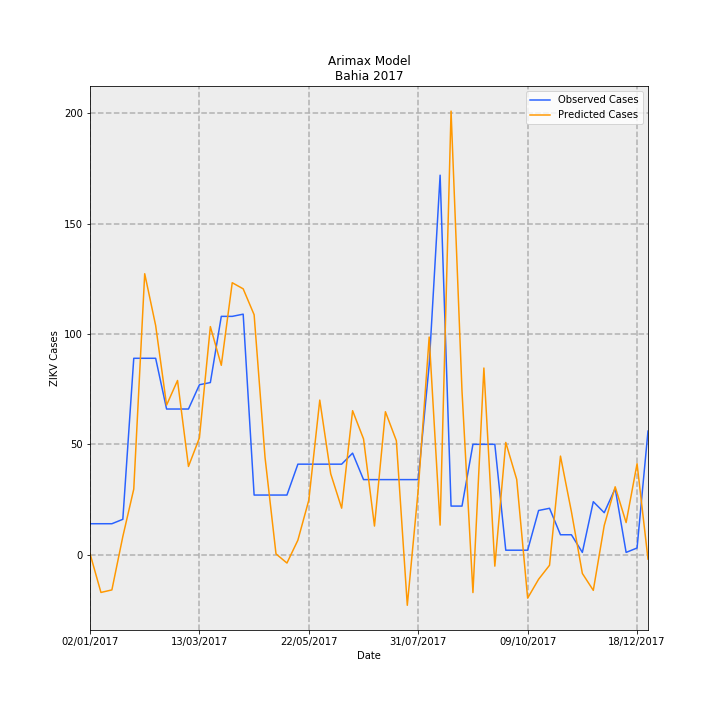 Arimax Model
Bahia 2017
Observed Cases
Predicted Cases
200
150
100
50
0
ZIKV Cases
02/01/2017 13/03/2017 22/05/2017 31/07/2017 09/10/2017 18/12/2017
Date